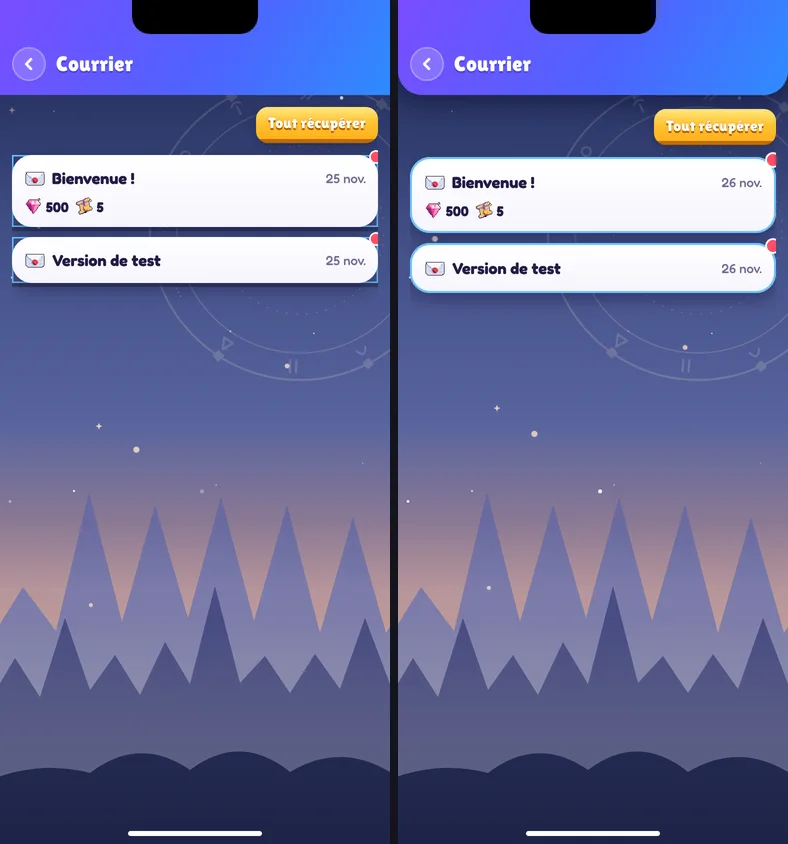 Courrier
Tout récupérer
Bienvenue !
25 nov.
500 5
Version de test
25 nov.
Courrier
Tout récupérer
Bienvenue !
26 nov.
500 5
Version de test
26 nov.